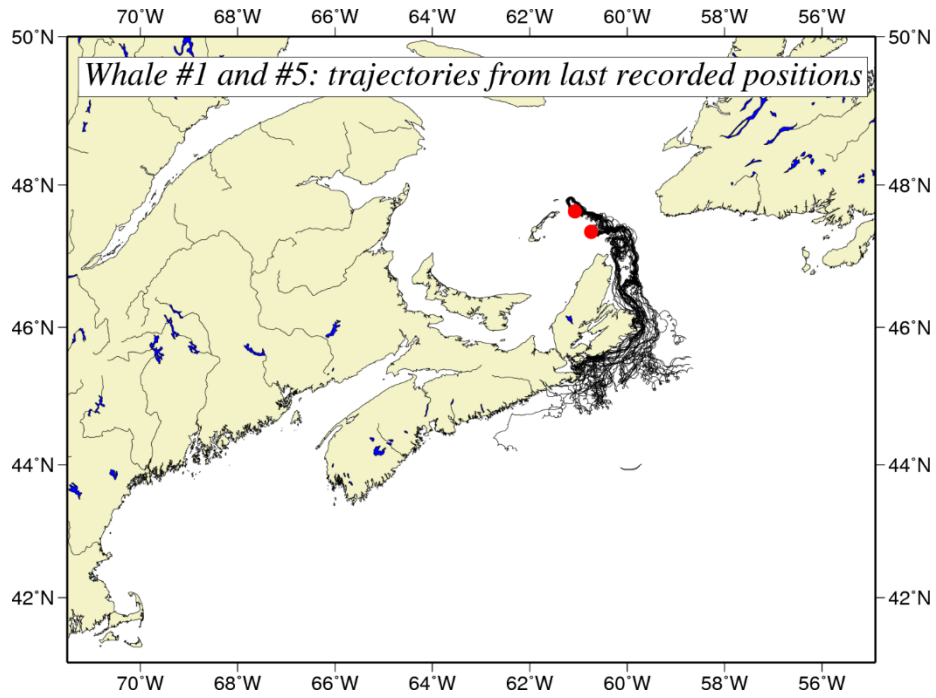 70˚W 68˚W 66˚W 64˚W 62˚W 60˚W 58˚W 56˚W
50˚N 50˚N
Whale #1 and #5: trajectories from last recorded positions
48˚N 48˚N
46˚N 46˚N
44˚N 44˚N
42˚N 42˚N
70˚W 68˚W 66˚W 64˚W 62˚W 60˚W 58˚W 56˚W